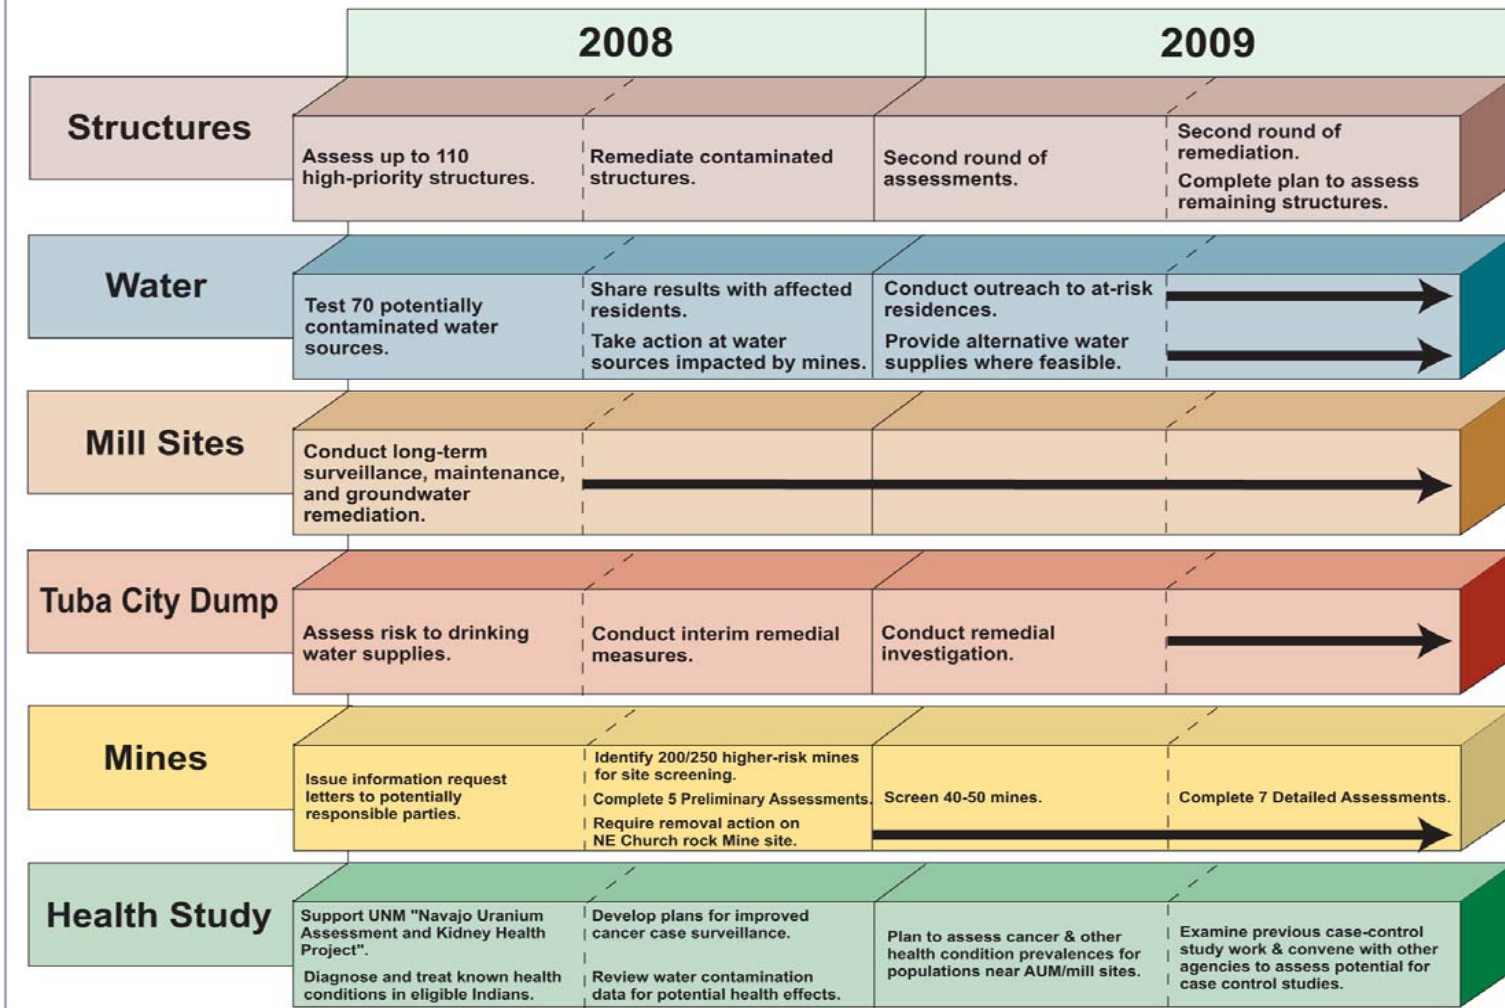 2008
2009
Structures
Assess up to 110
high-priority structures.
Remediate contaminated
structures.
Second round of
assessments.
Second round of
remediation.
Complete plan to assess
remaining structures.
Water
Test 70 potentially
contaminated water
sources.
Share results with affected
residents.
Take action at water
sources impacted by mines.
Conduct outreach to at-risk
residences.
Provide alternative water
supplies where feasible.
Mill Sites
Conduct long-term
surveillance, maintenance,
and groundwater
remediation.
Tuba City Dump
Assess risk to drinking
water supplies.
Conduct interim remedial
measures.
Conduct remedial
investigation.
Mines
Issue information request
letters to potentially
responsible parties.
Identify 200/250 higher-risk mines
for site screening.
Complete 5 Preliminary Assessments.
Require removal action on
NE Church rock Mine site.
Screen 40-50 mines.
Complete 7 Detailed Assessments.
Health Study
Support UNM "Navajo Uranium
Assessment and Kidney Health
Project".
Diagnose and treat known health
conditions in eligible Indians.
Develop plans for improved
cancer case surveillance.
Review water contamination
data for potential health effects.
Plan to assess cancer & other
health condition prevalences for
populations near AUM/mill sites.
Examine previous case-control
study work & convene with other
agencies to assess potential for
case control studies.